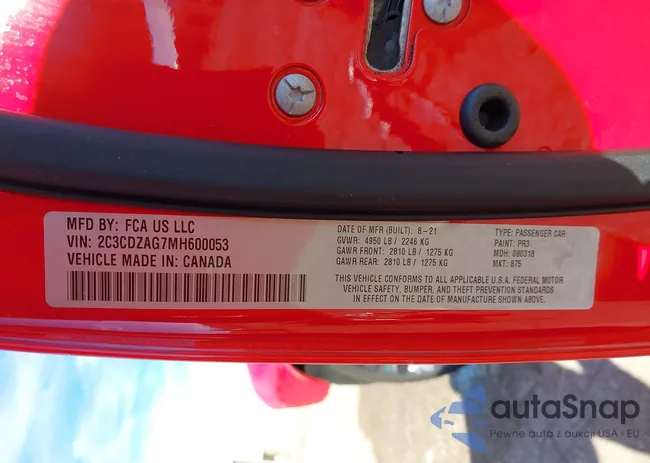 MFD BY: FCA US LLC
VIN: 2C3CDZAG7MH600053
VEHICLE MADE IN: CANADA
DATE OF MFR (BUILT): 8-21
GVWR: 4950 LB / 2246 KG
GAWR FRONT: 2810 LB / 1275 KG
GAWR REAR: 2810 LB / 1275 KG
TYPE: PASSENGER CAR
PAINT: PR3
MDH: 080318
MKT: 875
THIS VEHICLE CONFORMS TO ALL APPLICABLE U.S.A. FEDERAL MOTOR
VEHICLE SAFETY, BUMPER, AND THEFT PREVENTION STANDARDS
IN EFFECT ON THE DATE OF MANUFACTURE SHOWN ABOVE.
autaSnap
Pewne auta z aukcji USA i EU